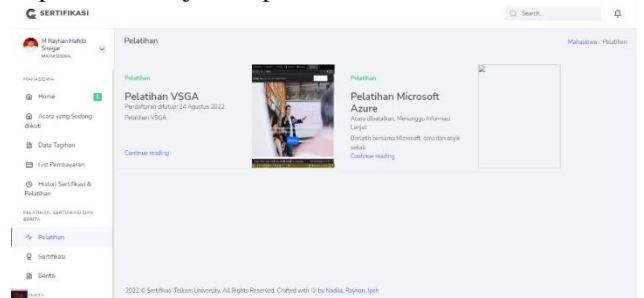 SERTIFIKASI
Search...
M Rayhan Hafidz
Siregar
MAHASISWA
Pelatihan
Mahasiswa / Pelatihan
MAHASISWA
Home
Acara yang Sedang
diikuti
Data Tagihan
List Pembayaran
Histori Sertifikasi &
Pelatihan
PELATIHAN, SERTIFIKASI DAN
BERITA
Pelatihan
Sertifikasi
Berita
Pelatihan
Pelatihan VSGA
Pendaftaran ditutup: 24 Agustus 2022
Pelatihan VSGA
Continue reading
Pelatihan
Pelatihan Microsoft
Azure
Acara dibatalkan, Menunggu Informasi
Lanjut
Berlatih bersama Microsoft, seru dan asyik
sekali
Continue reading
2022 © Sertifikasi Telkom University. All Rights Reserved. Crafted with by Nadila, Rayhan, Ipeh